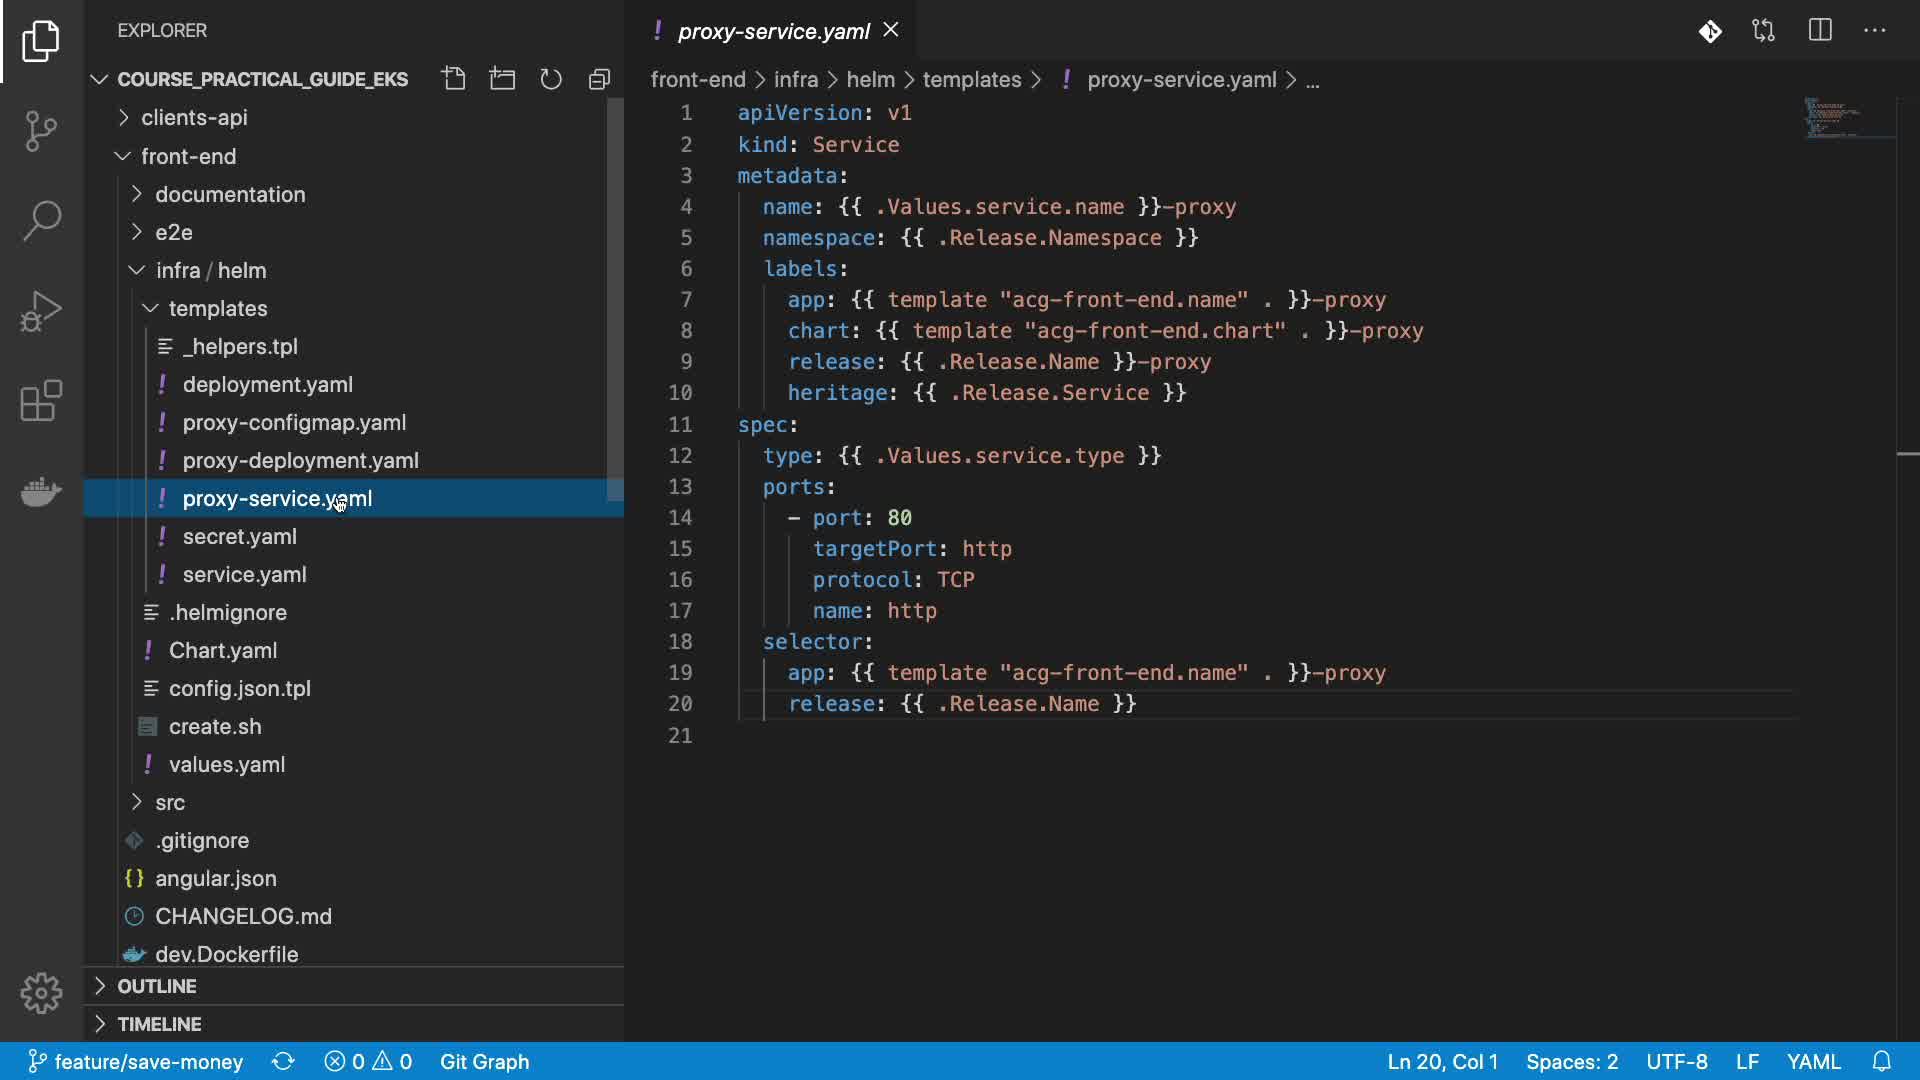 EXPLORER
COURSE_PRACTICAL_GUIDE_EKS
clients-api
front-end
documentation
e2e
infra / helm
templates
_helpers.tpl
! deployment.yaml
! proxy-configmap.yaml
! proxy-deployment.yaml
! proxy-service.yaml
! secret.yaml
! service.yaml
.helmignore
! Chart.yaml
config.json.tpl
create.sh
! values.yaml
src
.gitignore
{} angular.json
CHANGELOG.md
dev.Dockerfile
OUTLINE
TIMELINE
! proxy-service.yaml
front-end > infra > helm > templates > ! proxy-service.yaml > ...
1 apiVersion: v1
2 kind: Service
3 metadata:
4 name: {{ .Values.service.name }}-proxy
5 namespace: {{ .Release.Namespace }}
6 labels:
7 app: {{ template "acg-front-end.name" . }}-proxy
8 chart: {{ template "acg-front-end.chart" . }}-proxy
9 release: {{ .Release.Name }}-proxy
10 heritage: {{ .Release.Service }}
11 spec:
12 type: {{ .Values.service.type }}
13 ports:
14 - port: 80
15 targetPort: http
16 protocol: TCP
17 name: http
18 selector:
19 app: {{ template "acg-front-end.name" . }}-proxy
20 release: {{ .Release.Name }}
21
feature/save-money 0 0 Git Graph Ln 20, Col 1 Spaces: 2 UTF-8 LF YAML